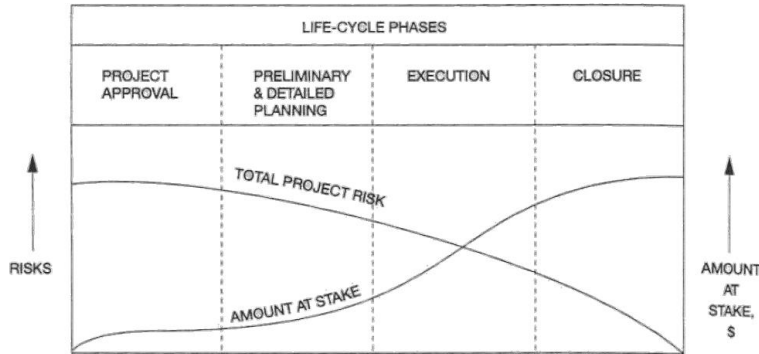 LIFE-CYCLE PHASES
PROJECT
APPROVAL
PRELIMINARY
& DETAILED
PLANNING
EXECUTION
CLOSURE
TOTAL PROJECT RISK
AMOUNT AT STAKE
RISKS
AMOUNT
AT
STAKE,
$